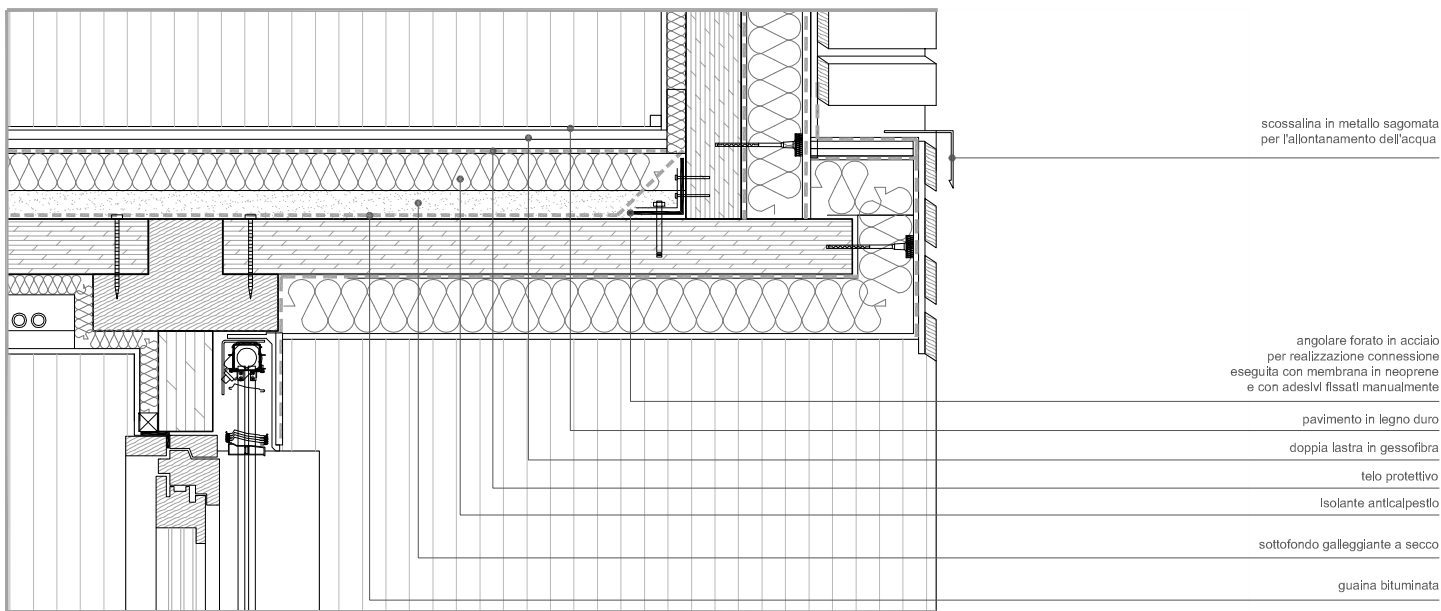 scossalina in metallo sagomata
per l'allontanamento dell'acqua
angolare forato in acciaio
per realizzazione connessione
eseguita con membrana in neoprene
e con adesivi fissati manualmente
pavimento in legno duro
doppia lastra in gessofibra
telo protettivo
isolante anticalpestio
sottofondo galleggiante a secco
guaina bituminata